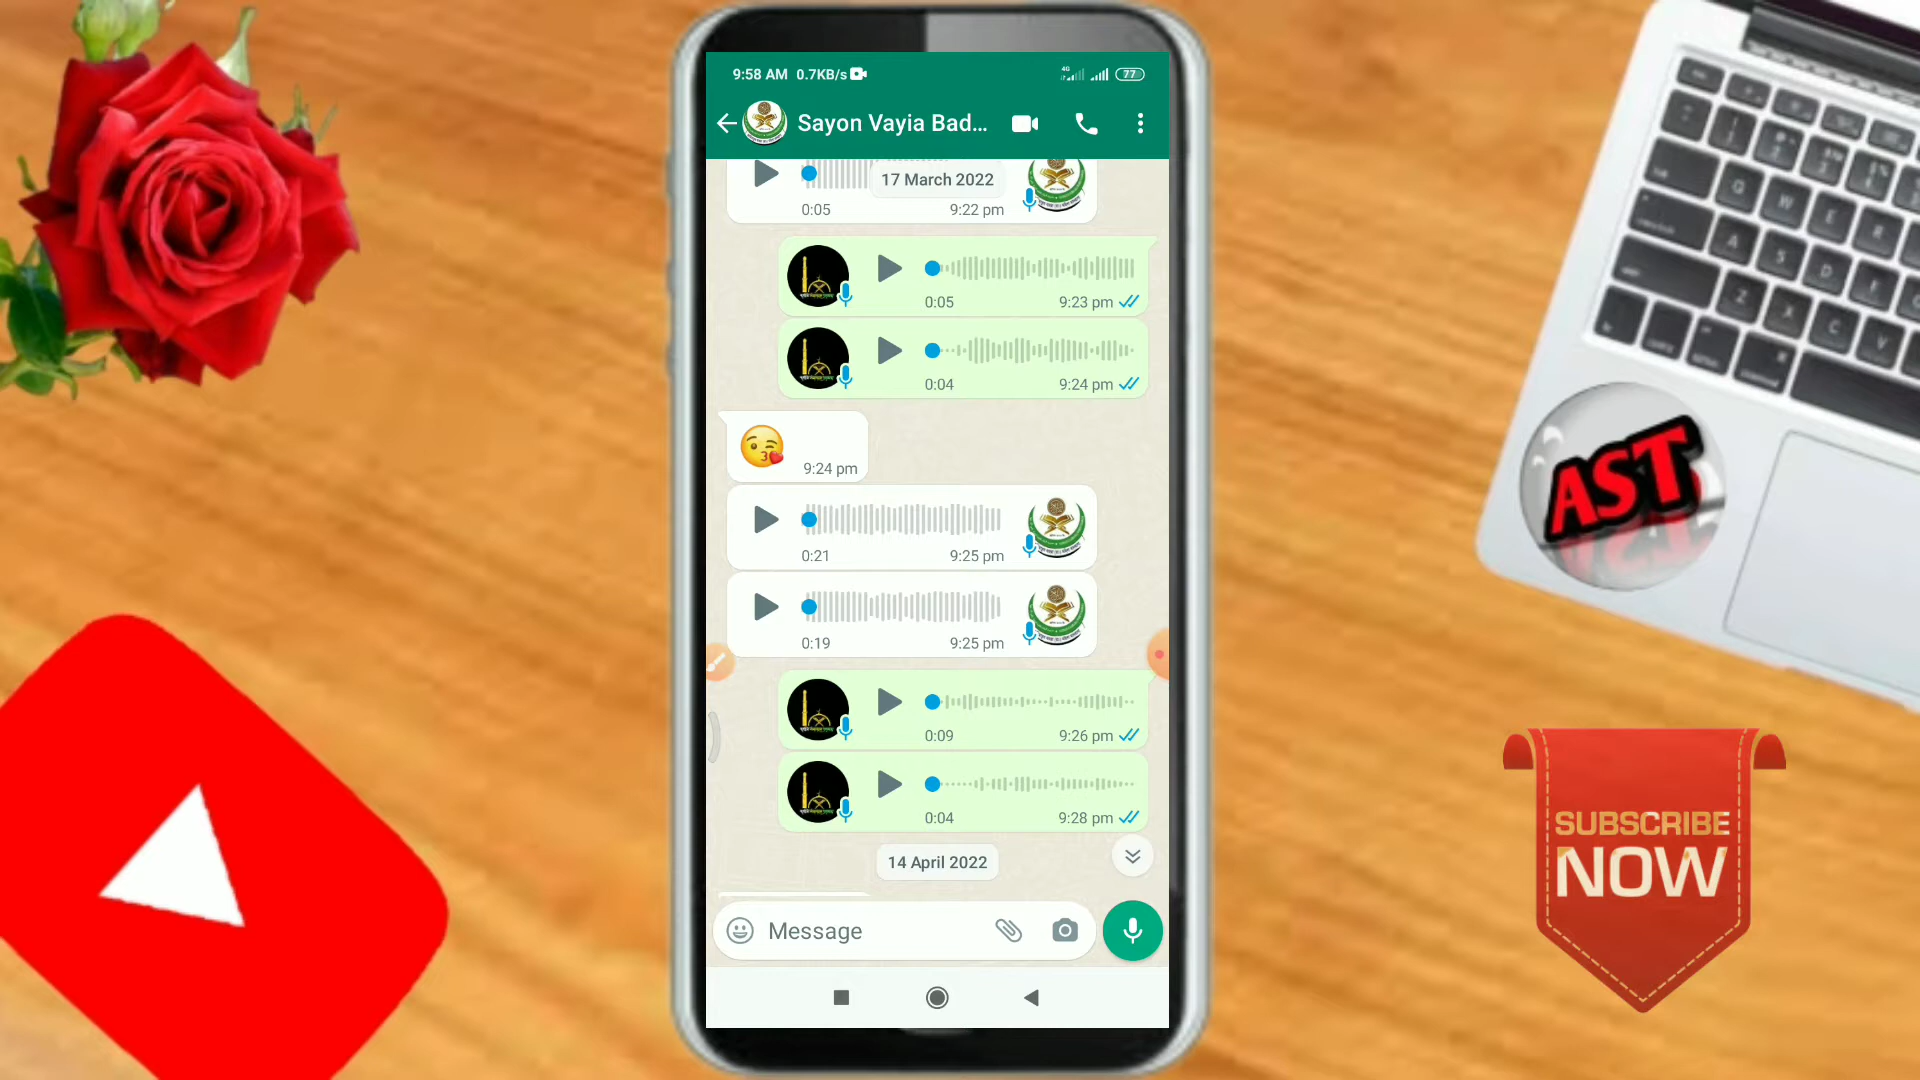 9:58 AM 0.7KB/s
4G
77
Sayon Vayia Bad...
17 March 2022
0:05 9:22 pm
0:05 9:23 pm
0:04 9:24 pm
9:24 pm
0:21 9:25 pm
0:19 9:25 pm
0:09 9:26 pm
0:04 9:28 pm
14 April 2022
Message
AST
SUBSCRIBE
NOW